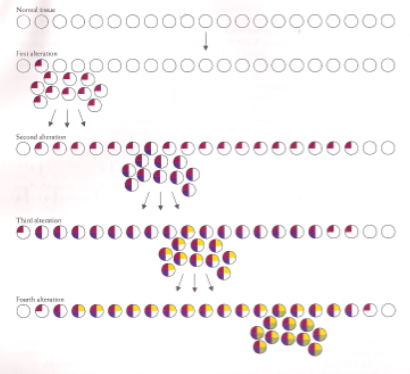 Normal tissue
First alteration
Second alteration
Third alteration
Fourth alteration